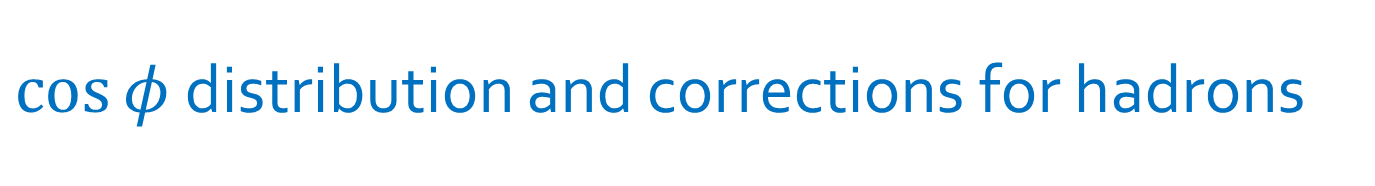 cos ϕ distribution and corrections for hadrons